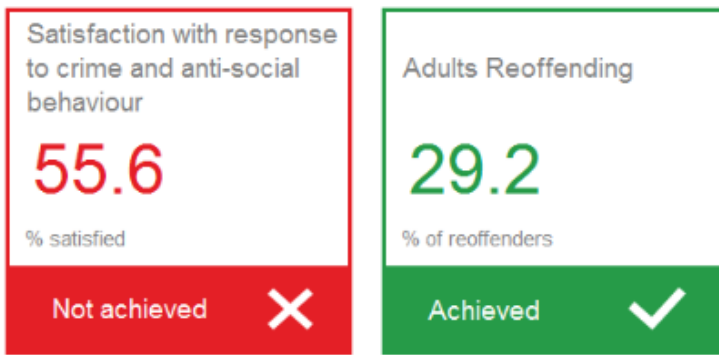 Satisfaction with response
to crime and anti-social
behaviour
55.6
% satisfied
Not achieved
Adults Reoffending
29.2
% of reoffenders
Achieved